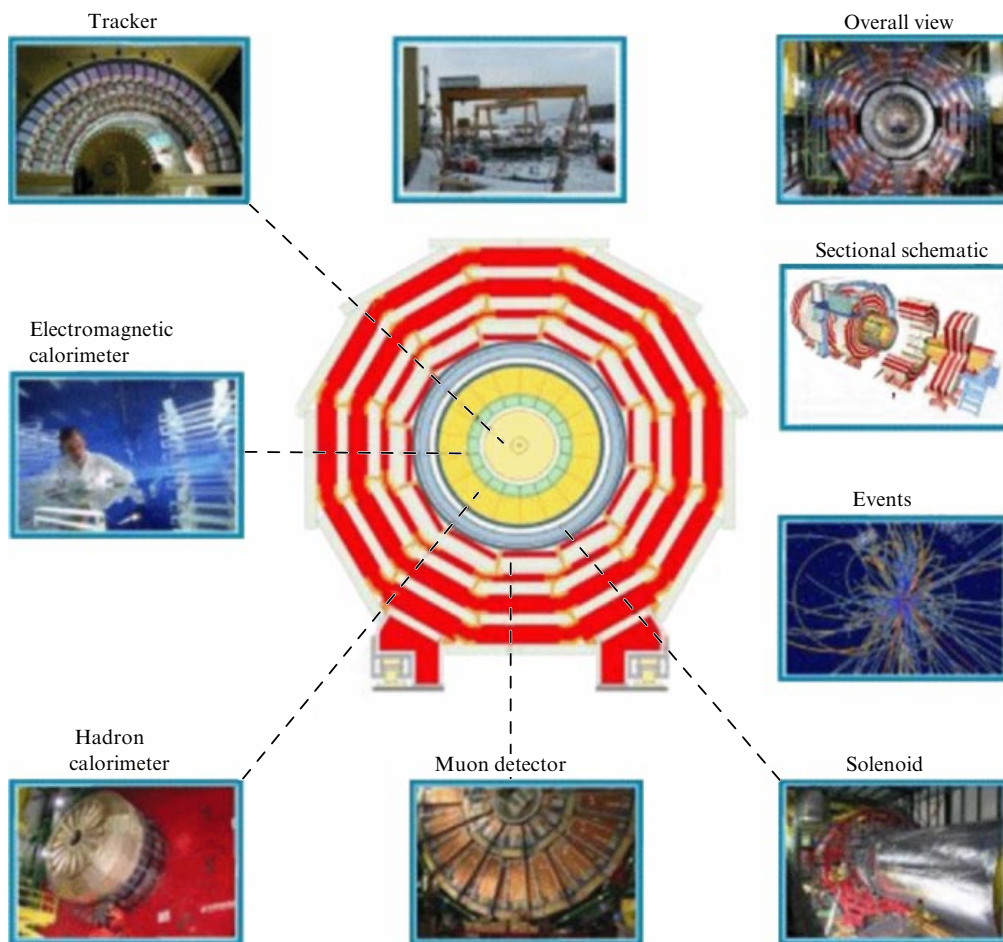 Tracker
Overall view
Sectional schematic
Electromagnetic
calorimeter
Events
Hadron
calorimeter
Muon detector
Solenoid